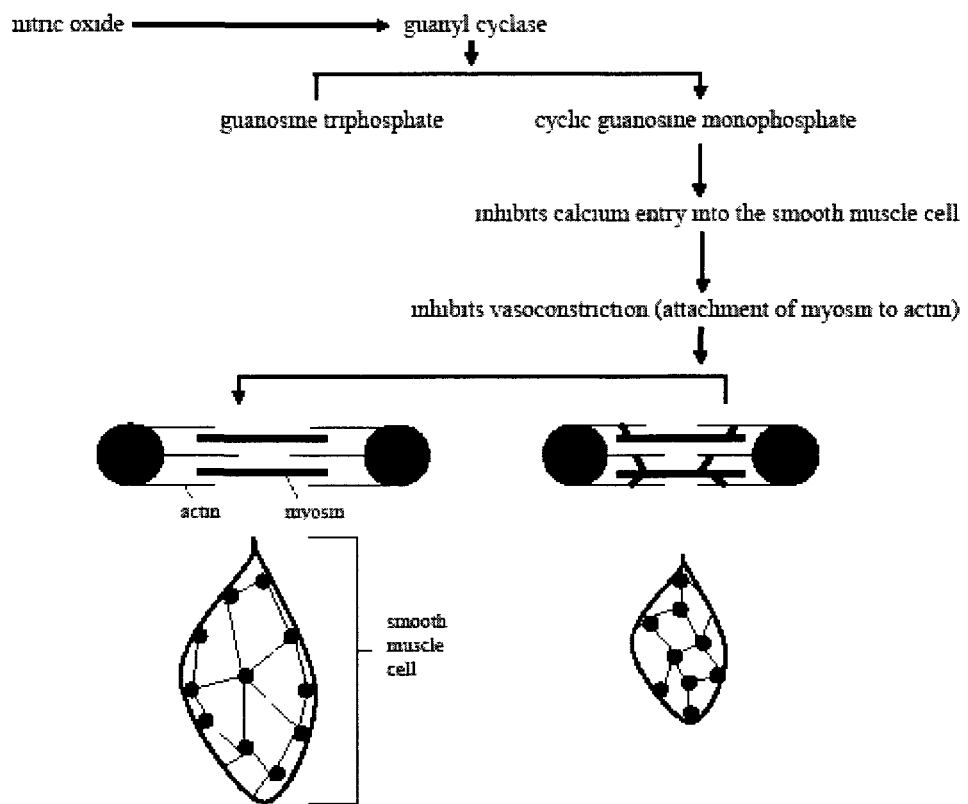 nitric oxide
guanyl cyclase
guanosine triphosphate
cyclic guanosine monophosphate
inhibits calcium entry into the smooth muscle cell
inhibits vasoconstriction (attachment of myosin to actin)
actin
myosin
smooth
muscle
cell